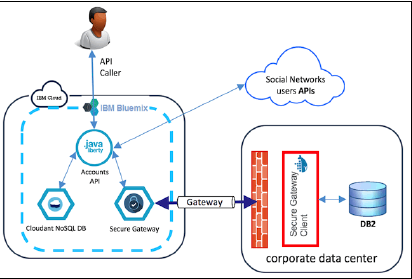 API
Caller
IBM Cloud
IBM Bluemix
Social Networks
users APIs
java
liberty
Accounts
API
Cloudant NoSQL DB
Secure Gateway
Gateway
Secure Gateway
Client
DB2
corporate data center